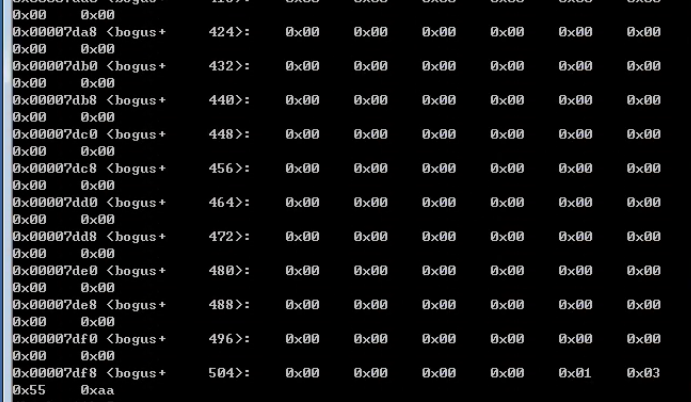 0x00 0x00
0x00007da8 <bogus+ 424>: 0x00 0x00 0x00 0x00 0x00 0x00
0x00 0x00
0x00007db0 <bogus+ 432>: 0x00 0x00 0x00 0x00 0x00 0x00
0x00 0x00
0x00007db8 <bogus+ 440>: 0x00 0x00 0x00 0x00 0x00 0x00
0x00 0x00
0x00007dc0 <bogus+ 448>: 0x00 0x00 0x00 0x00 0x00 0x00
0x00 0x00
0x00007dc8 <bogus+ 456>: 0x00 0x00 0x00 0x00 0x00 0x00
0x00 0x00
0x00007dd0 <bogus+ 464>: 0x00 0x00 0x00 0x00 0x00 0x00
0x00 0x00
0x00007dd8 <bogus+ 472>: 0x00 0x00 0x00 0x00 0x00 0x00
0x00 0x00
0x00007de0 <bogus+ 480>: 0x00 0x00 0x00 0x00 0x00 0x00
0x00 0x00
0x00007de8 <bogus+ 488>: 0x00 0x00 0x00 0x00 0x00 0x00
0x00 0x00
0x00007df0 <bogus+ 496>: 0x00 0x00 0x00 0x00 0x00 0x00
0x00 0x00
0x00007df8 <bogus+ 504>: 0x00 0x00 0x00 0x00 0x01 0x03
0x55 0xaa